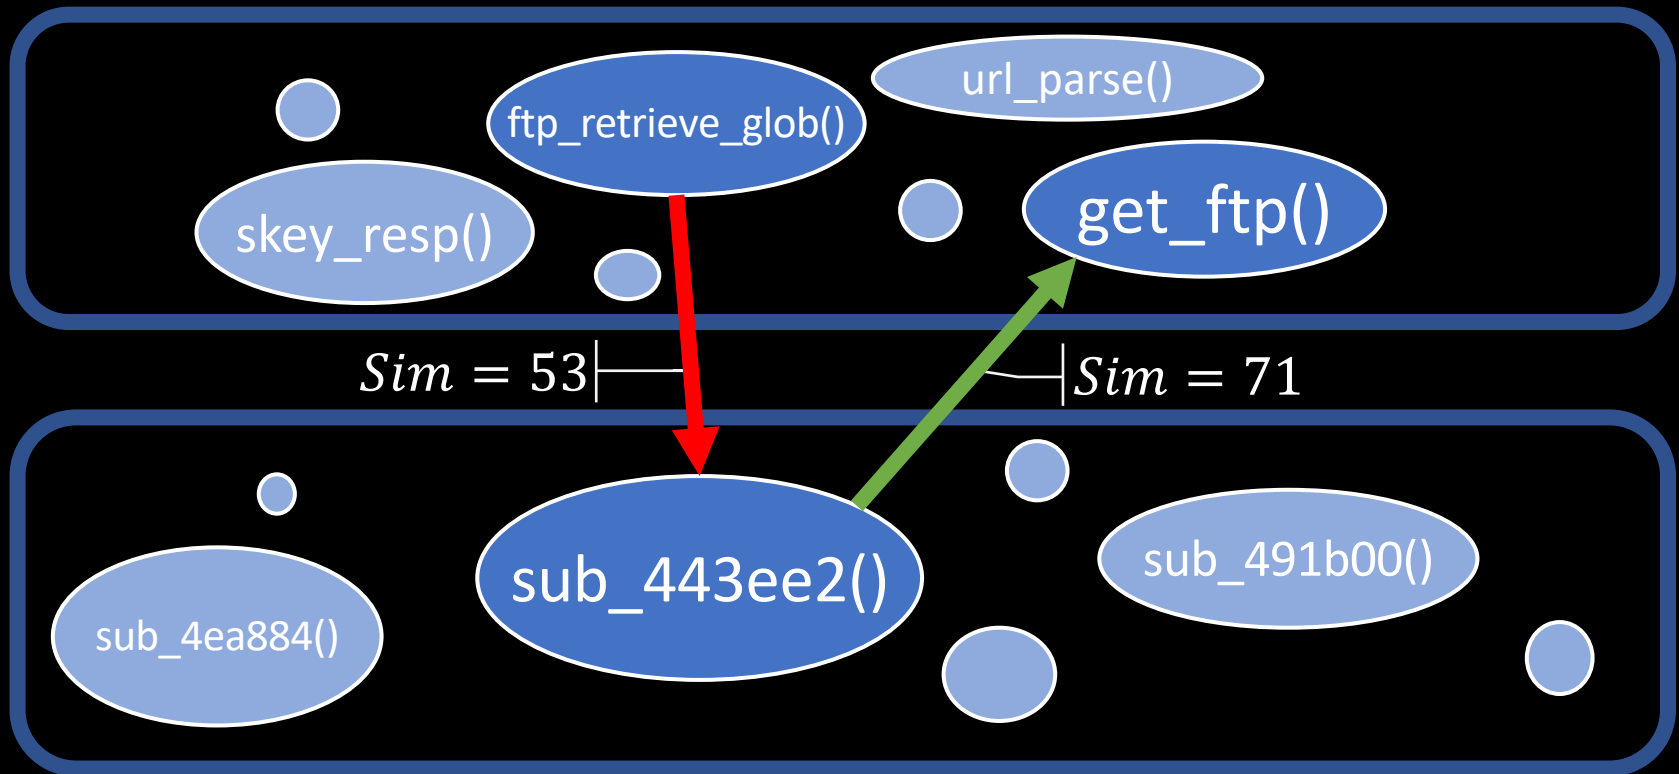 url_parse()
ftp_retrieve_glob()
get_ftp()
skey_resp()
Sim = 53
Sim = 71
sub_443ee2()
sub_491b00()
sub_4ea884()